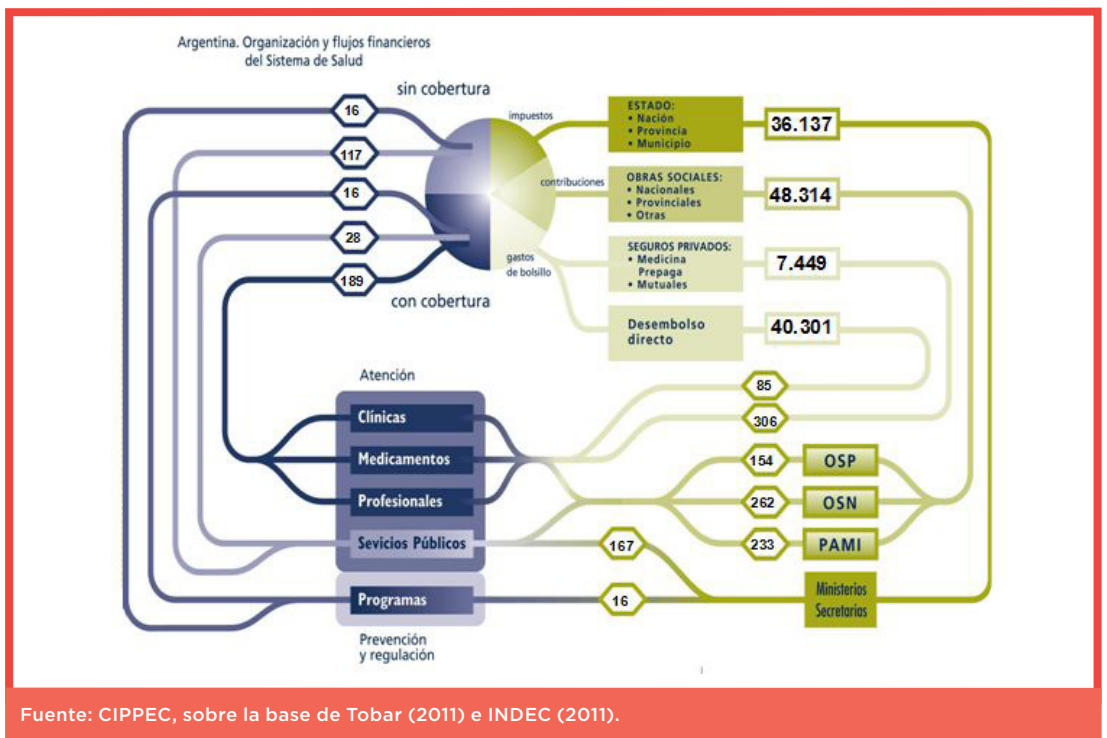 Argentina. Organización y flujos financieros
del Sistema de Salud
sin cobertura
16
117
16
28
189
con cobertura
impuestos
contribuciones
gastos
de bolsillo
ESTADO:
• Nación
• Provincia
• Municipio
36.137
OBRAS SOCIALES:
• Nacionales
• Provinciales
• Otras
48.314
SEGUROS PRIVADOS:
• Medicina
Prepaga
• Mutuales
7.449
Desembolso
directo
40.301
85
306
154
OSP
262
OSN
233
PAMI
167
16
Ministerios
Secretarías
Atención
Clínicas
Medicamentos
Profesionales
Sevicios Públicos
Programas
Prevención
y regulación
Fuente: CIPPEC, sobre la base de Tobar (2011) e INDEC (2011).